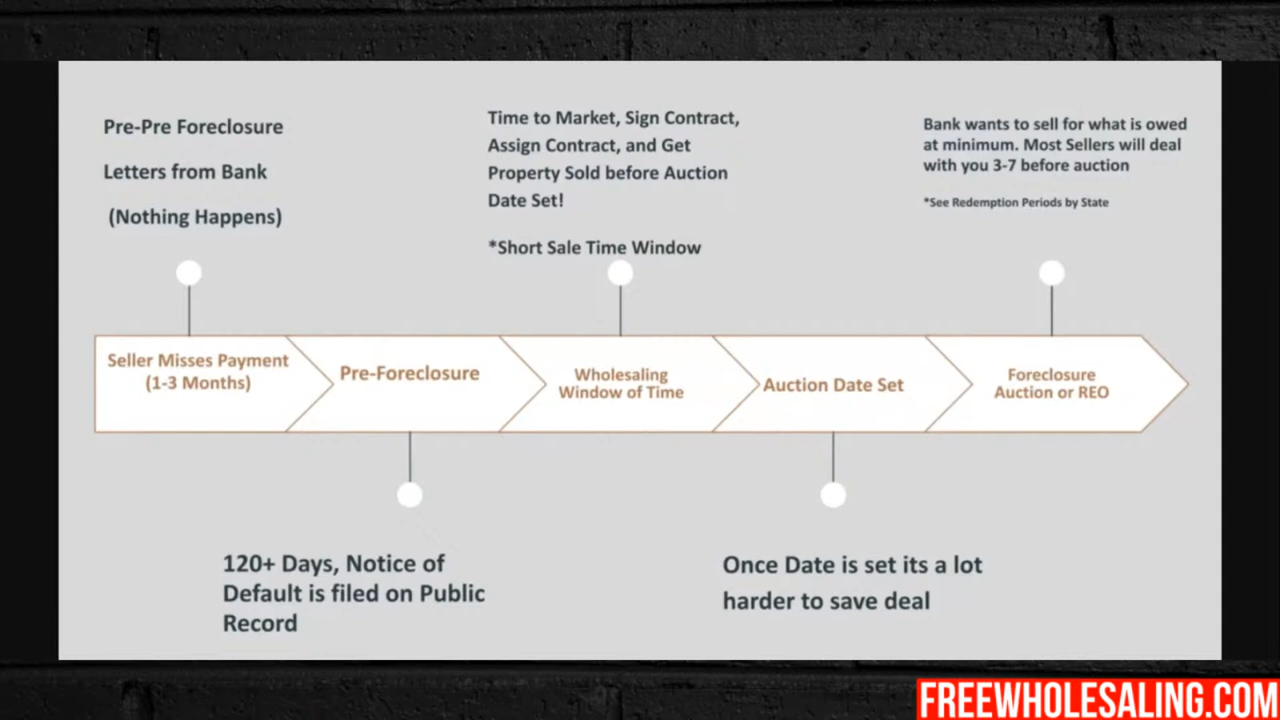 Pre-Pre Foreclosure
Letters from Bank
(Nothing Happens)
Time to Market, Sign Contract,
Assign Contract, and Get
Property Sold before Auction
Date Set!
*Short Sale Time Window
Bank wants to sell for what is owed
at minimum. Most Sellers will deal
with you 3-7 before auction
*See Redemption Periods by State
Seller Misses Payment
(1-3 Months)
Pre-Foreclosure
Wholesaling
Window of Time
Auction Date Set
Foreclosure
Auction or REO
120+ Days, Notice of
Default is filed on Public
Record
Once Date is set its a lot
harder to save deal
FREEWHOLESALING.COM